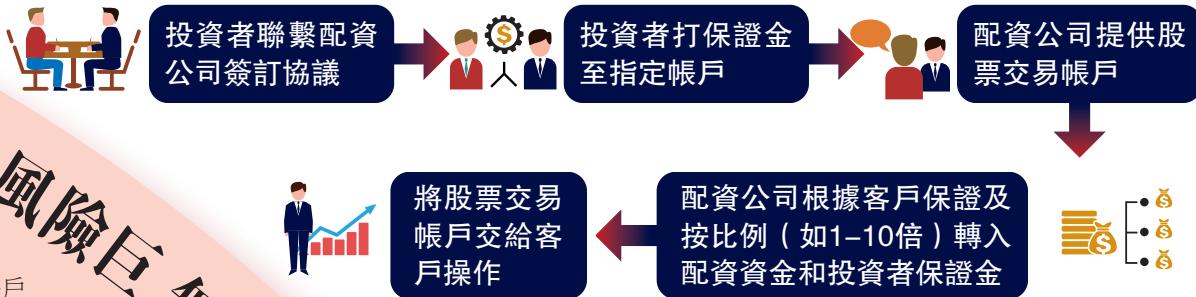 投資者聯繫配資
公司簽訂協議
投資者打保證金
至指定帳戶
配資公司提供股
票交易帳戶
配資公司根據客戶保證及
按比例（如1–10倍）轉入
配資資金和投資者保證金
將股票交易
帳戶交給客
戶操作
風險巨
戶